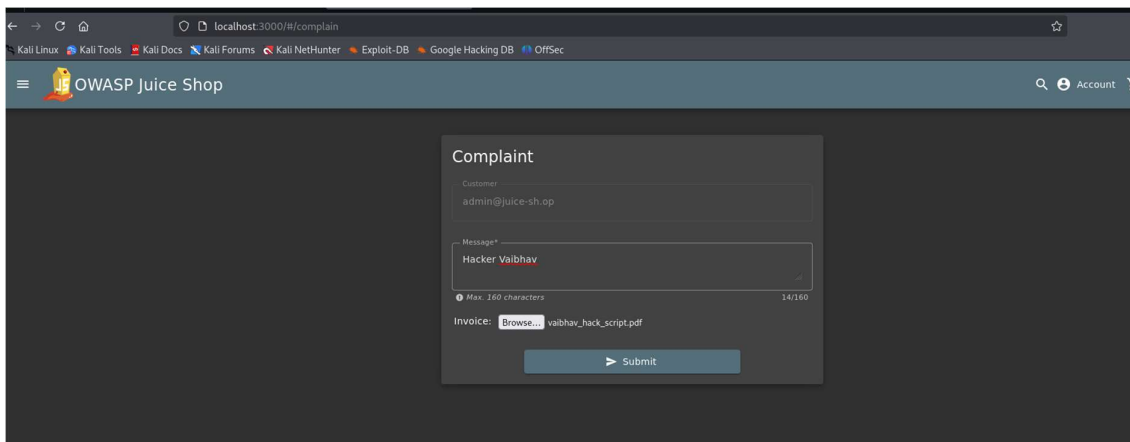 localhost:3000/#/complain
Kali Linux Kali Tools Kali Docs Kali Forums Kali NetHunter Exploit-DB Google Hacking DB OffSec
OWASP Juice Shop Account
Complaint
Customer
admin@juice-sh.op
Message*
Hacker Vaibhav
Max. 160 characters 14/160
Invoice: Browse... vaibhav_hack_script.pdf
Submit